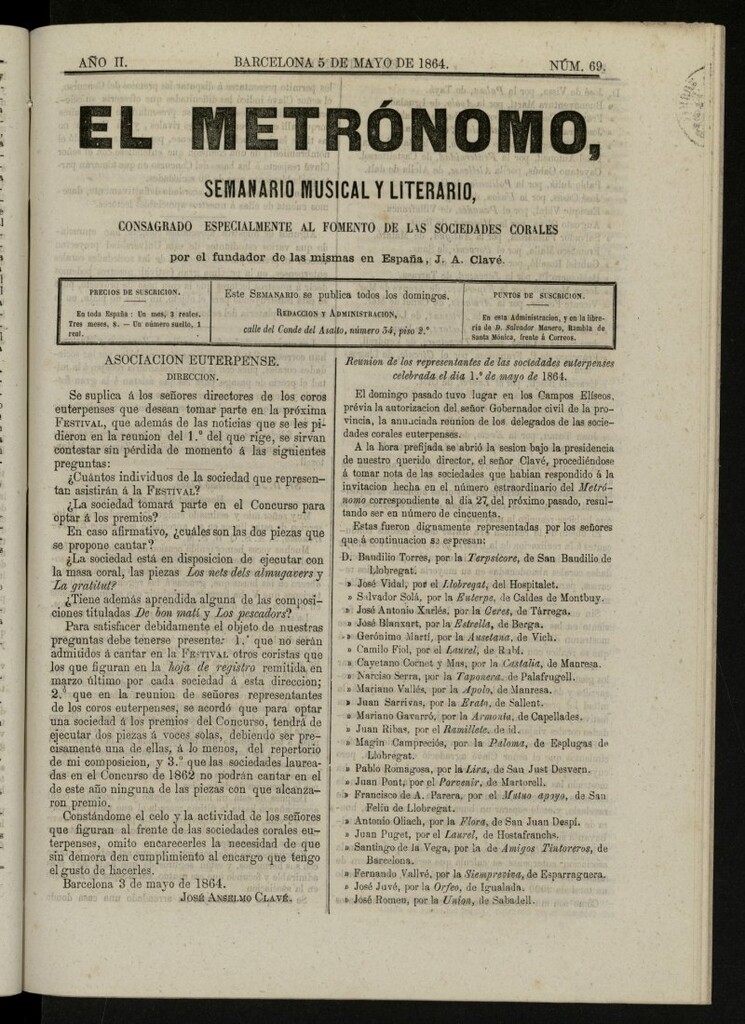 AÑO II. BARCELONA 5 DE MAYO DE 1864. NÚM. 69.
EL METRÓNOMO,
SEMANARIO MUSICAL Y LITERARIO,
CONSAGRADO ESPECIALMENTE AL FOMENTO DE LAS SOCIEDADES CORALES
por el fundador de las mismas en España, J. A. Clavé.
PRECIOS DE SUSCRICION.
En toda España: Un mes, 3 reales.
Tres meses, 8. — Un número suelto, 1
real.
Este SEMANARIO se publica todos los domingos.
REDACCION Y ADMINISTRACION,
calle del Conde del Asalto, número 34, piso 2.º
PUNTOS DE SUSCRICION.
En esta Administracion, y en la libre-
ría de D. Salvador Manero, Rambla de
Santa Mónica, frente á Correos.
ASOCIACION EUTERPENSE.
DIRECCION.
Se suplica á los señores directores de los coros
euterpenses que desean tomar parte en la próxima
FESTIVAL, que además de las noticias que se les pi-
dieron en la reunion del 1.º del que rige, se sirvan
contestar sin pérdida de momento á las siguientes
preguntas:
¿Cuántos individuos de la sociedad que represen-
tan asistirán á la FESTIVAL?
¿La sociedad tomará parte en el Concurso para
optar á los premios?
En caso afirmativo, ¿cuáles son las dos piezas que
se propone cantar?
¿La sociedad está en disposicion de ejecutar con
la masa coral, las piezas Los nets dels almugavers y
La gratitut?
¿Tiene además aprendida alguna de las composi-
ciones tituladas De bon matí y Los pescadors?
Para satisfacer debidamente el objeto de nuestras
preguntas debe tenerse presente: 1.º que no serán
admitidos á cantar en la FESTIVAL otros coristas que
los que figuran en la hoja de registro remitida en
marzo último por cada sociedad á esta direccion;
2.º que en la reunion de señores representantes
de los coros euterpenses, se acordó que para optar
una sociedad á los premios del Concurso, tendrá de
ejecutar dos piezas á voces solas, debiendo ser pre-
cisamente una de ellas, á lo menos, del repertorio
de mi composicion, y 3.º que las sociedades laurea-
das en el Concurso de 1862 no podrán cantar en el
de este año ninguna de las piezas con que alcanza-
ron premio.
Constándome el celo y la actividad de los señores
que figuran al frente de las sociedades corales eu-
terpenses, omito encarecerles la necesidad de que
sin demora den cumplimiento al encargo que tengo
el gusto de hacerles.
Barcelona 3 de mayo de 1864.
JOSÉ ANSELMO CLAVÉ.
Reunion de los representantes de las sociedades euterpenses
celebrada el dia 1.º de mayo de 1864.
El domingo pasado tuvo lugar en los Campos Elíseos,
prévia la autorizacion del señor Gobernador civil de la pro-
vincia, la anunciada reunion de los delegados de las socie-
dades corales euterpenses.
A la hora prefijada se abrió la sesion bajo la presidencia
de nuestro querido director, el señor Clavé, procediéndose
á tomar nota de las sociedades que habian respondido á la
invitacion hecha en el número estraordinario del Metró-
nomo correspondiente al dia 27 del próximo pasado, resul-
tando ser en número de cincuenta.
Estas fueron dignamente representadas por los señores
que á continuacion se espresan:
D. Baudilio Torres, por la Terpsícore, de San Baudilio de
Llobregat.
» José Vidal, por el Llobregat, del Hospitalet.
» Salvador Solá, por la Euterpe, de Caldes de Montbuy.
» José Antonio Xarlés, por la Ceres, de Tárrega.
» José Blanxart, por la Estrella, de Berga.
» Gerónimo Martí, por la Ausetana, de Vich.
» Camilo Fiol, por el Laurel, de Rubí.
» Cayetano Cornet y Mas, por la Castalia, de Manresa.
» Narciso Serra, por la Taponera, de Palafrugell.
» Mariano Vallés, por la Apolo, de Manresa.
» Juan Sarrivas, por la Erato, de Sallent.
» Mariano Gavarró, por la Armonía, de Capellades.
» Juan Ribas, por el Ramillete, de id.
» Magin Campreciós, por la Paloma, de Esplugas de
Llobregat.
» Pablo Romagosa, por la Lira, de San Just Desvern.
» Juan Pont, por el Porvenir, de Martorell.
» Francisco de A. Parera, por el Mutuo apoyo, de San
Feliu de Llobregat.
» Antonio Oliach, por la Flora, de San Juan Despí.
» Juan Puget, por el Laurel, de Hostafranchs.
» Santiago de la Vega, por la de Amigos Tintoreros, de
Barcelona.
» Fernando Vallvé, por la Siempreviva, de Esparraguera.
» José Juvé, por la Orfeo, de Igualada.
» José Romeu, por la Union, de Sabadell.